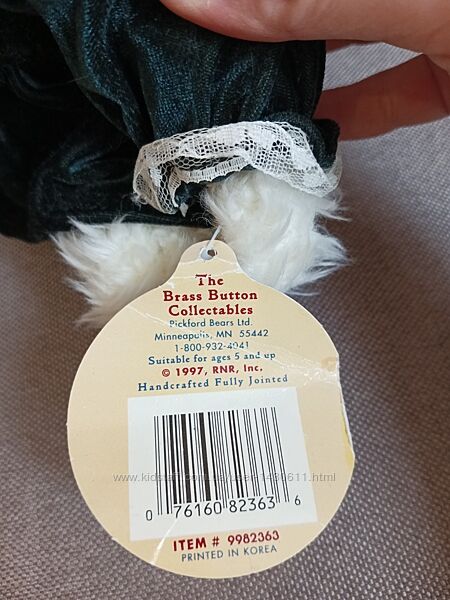 The
Brass Button
Collectables
Pickford Bears Ltd.
Minneapolis, MN 55442
1-800-932-4941
Suitable for ages 5 and up
© 1997, RNR, Inc.
Handcrafted Fully Jointed
0 76160 82363 6
ITEM # 9982363
PRINTED IN KOREA